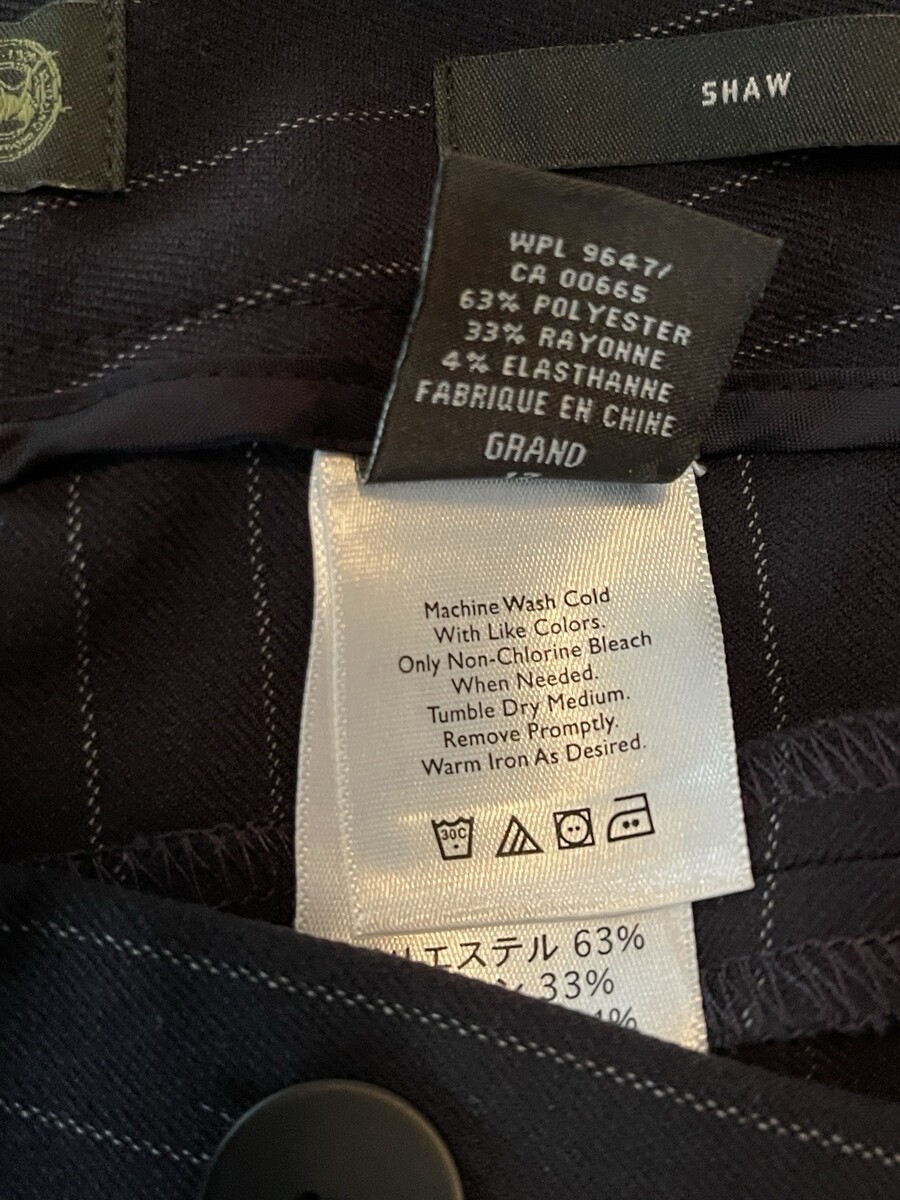 SHAW
WPL 9647/
CA 00665
63% POLYESTER
33% RAYONNE
4% ELASTHANNE
FABRIQUE EN CHINE
GRAND
Machine Wash Cold
With Like Colors.
Only Non-Chlorine Bleach
When Needed.
Tumble Dry Medium.
Remove Promptly.
Warm Iron As Desired.
30C
エステル 63%
ン 33%
4%